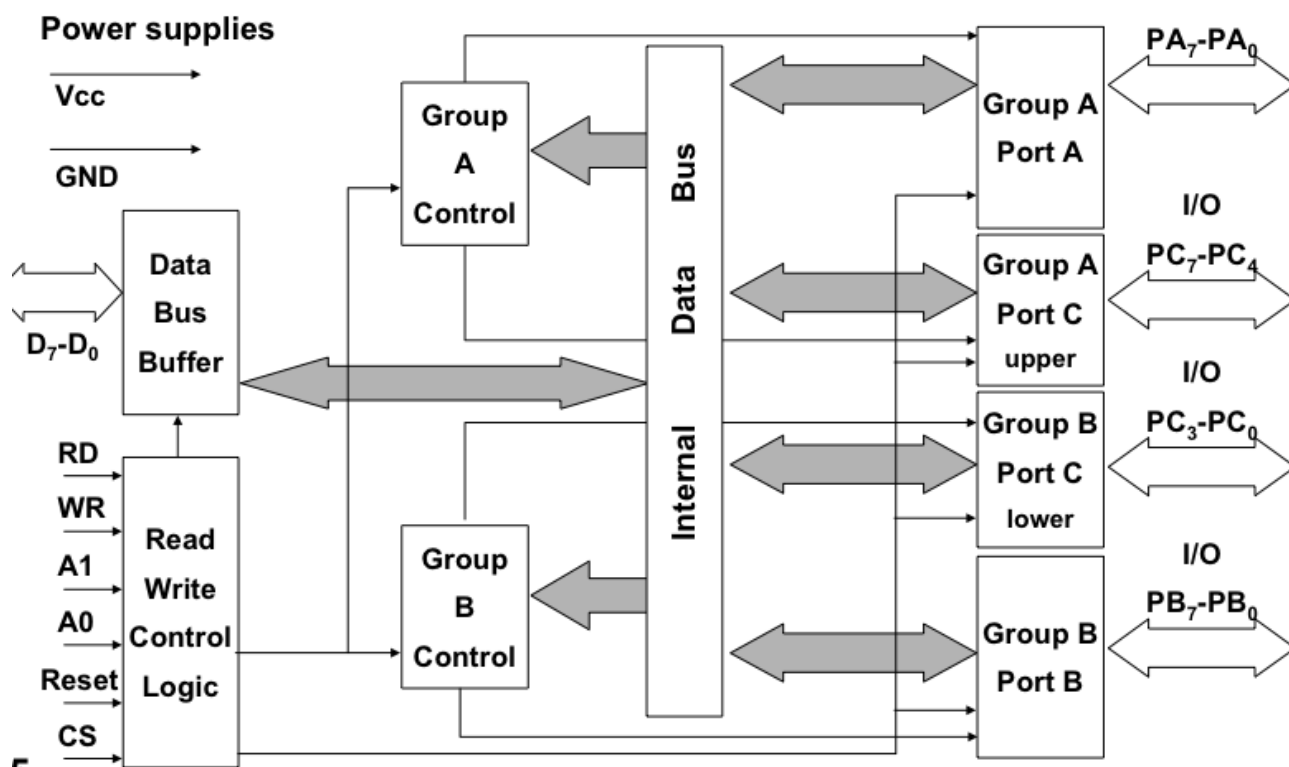 Power supplies
Vcc
GND
Data
Bus
Buffer
D₇-D₀
RD
WR
A1
A0
Reset
CS
Read
Write
Control
Logic
Group
A
Control
Group
B
Control
Internal Data Bus
Group A
Port A
Group A
Port C
upper
Group B
Port C
lower
Group B
Port B
PA₇-PA₀
I/O
PC₇-PC₄
I/O
PC₃-PC₀
I/O
PB₇-PB₀